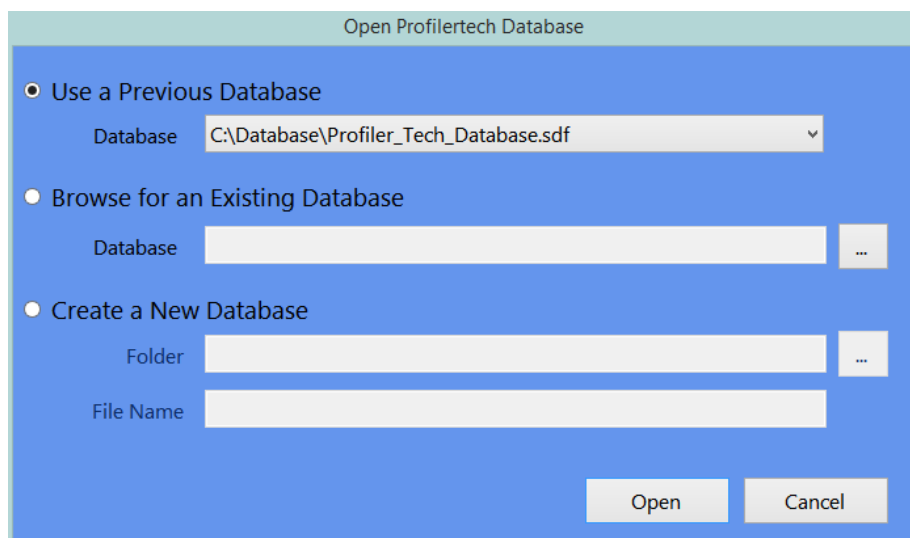 Open Profilertech Database
Use a Previous Database
Database C:\Database\Profiler_Tech_Database.sdf
Browse for an Existing Database
Database ...
Create a New Database
Folder ...
File Name
Open Cancel